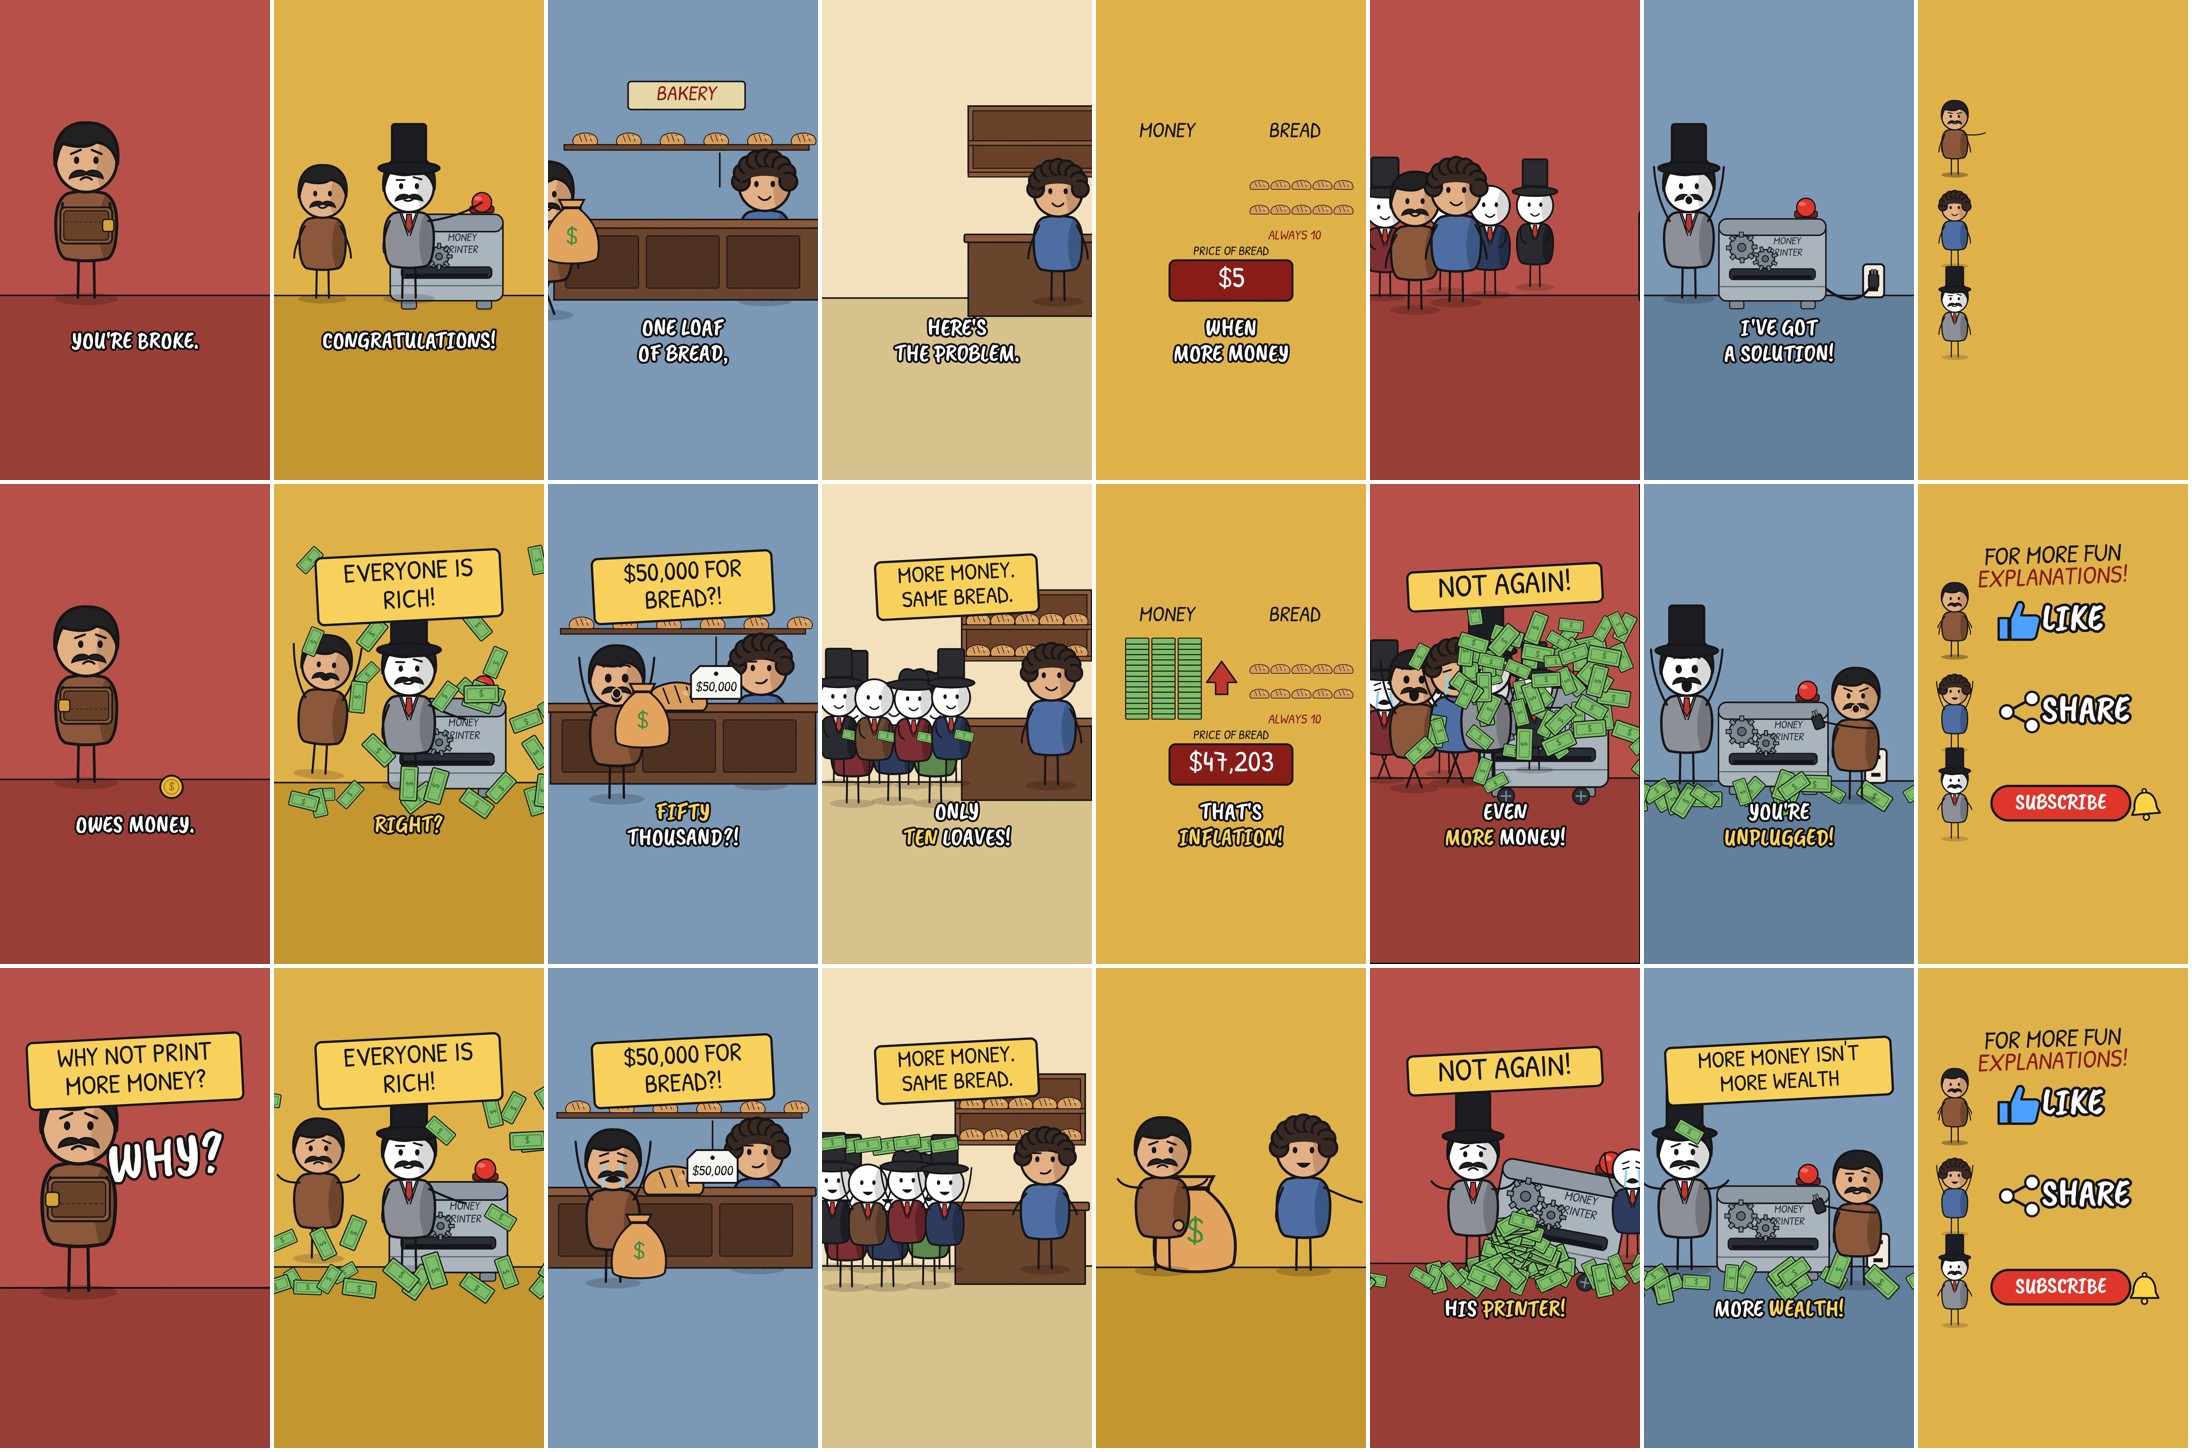 YOU'RE BROKE.
CONGRATULATIONS!
MONEY
RINTER
BAKERY
$
ONE LOAF
OF BREAD,
HERE'S
THE PROBLEM.
MONEY
BREAD
ALWAYS 10
PRICE OF BREAD
$5
WHEN
MORE MONEY
MONEY
RINTER
I'VE GOT
A SOLUTION!
OWES MONEY.
$
EVERYONE IS
RICH!
MONEY
RINTER
RIGHT?
$50,000 FOR
BREAD?!
$50,000
$
FIFTY
THOUSAND?!
MORE MONEY.
SAME BREAD.
ONLY
TEN LOAVES!
MONEY
BREAD
ALWAYS 10
PRICE OF BREAD
$47,203
THAT'S
INFLATION!
NOT AGAIN!
EVEN
MORE MONEY!
MONEY
RINTER
YOU'RE
UNPLUGGED!
FOR MORE FUN
EXPLANATIONS!
LIKE
SHARE
SUBSCRIBE
WHY NOT PRINT
MORE MONEY?
WHY?
EVERYONE IS
RICH!
MONEY
RINTER
$50,000 FOR
BREAD?!
$50,000
$
MORE MONEY.
SAME BREAD.
$
NOT AGAIN!
MONEY
PRINTER
HIS PRINTER!
MORE MONEY ISN'T
MORE WEALTH
MONEY
RINTER
MORE WEALTH!
FOR MORE FUN
EXPLANATIONS!
LIKE
SHARE
SUBSCRIBE